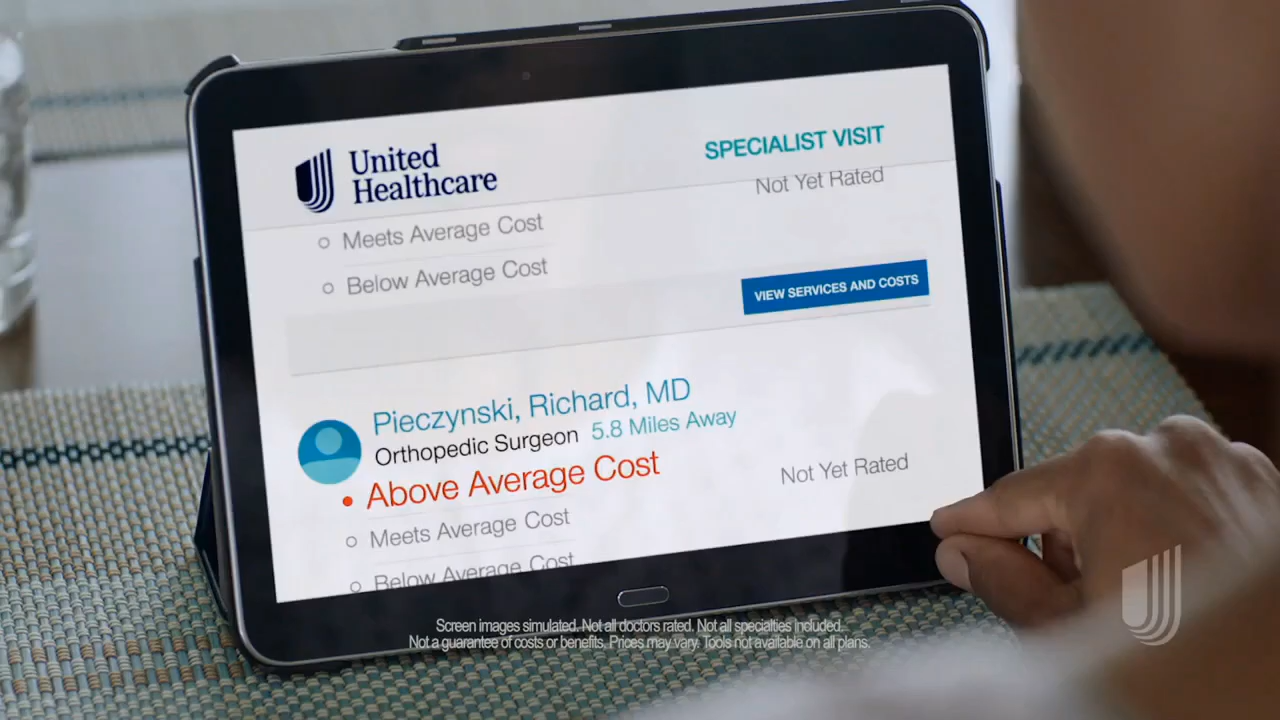 United
Healthcare
SPECIALIST VISIT
Not Yet Rated
Meets Average Cost
Below Average Cost
VIEW SERVICES AND COSTS
Pieczynski, Richard, MD
Orthopedic Surgeon 5.8 Miles Away
Above Average Cost
Not Yet Rated
Meets Average Cost
Below Average Cost
Screen images simulated. Not all doctors rated. Not all specialties included.
Not a guarantee of costs or benefits. Prices may vary. Tools not available on all plans.